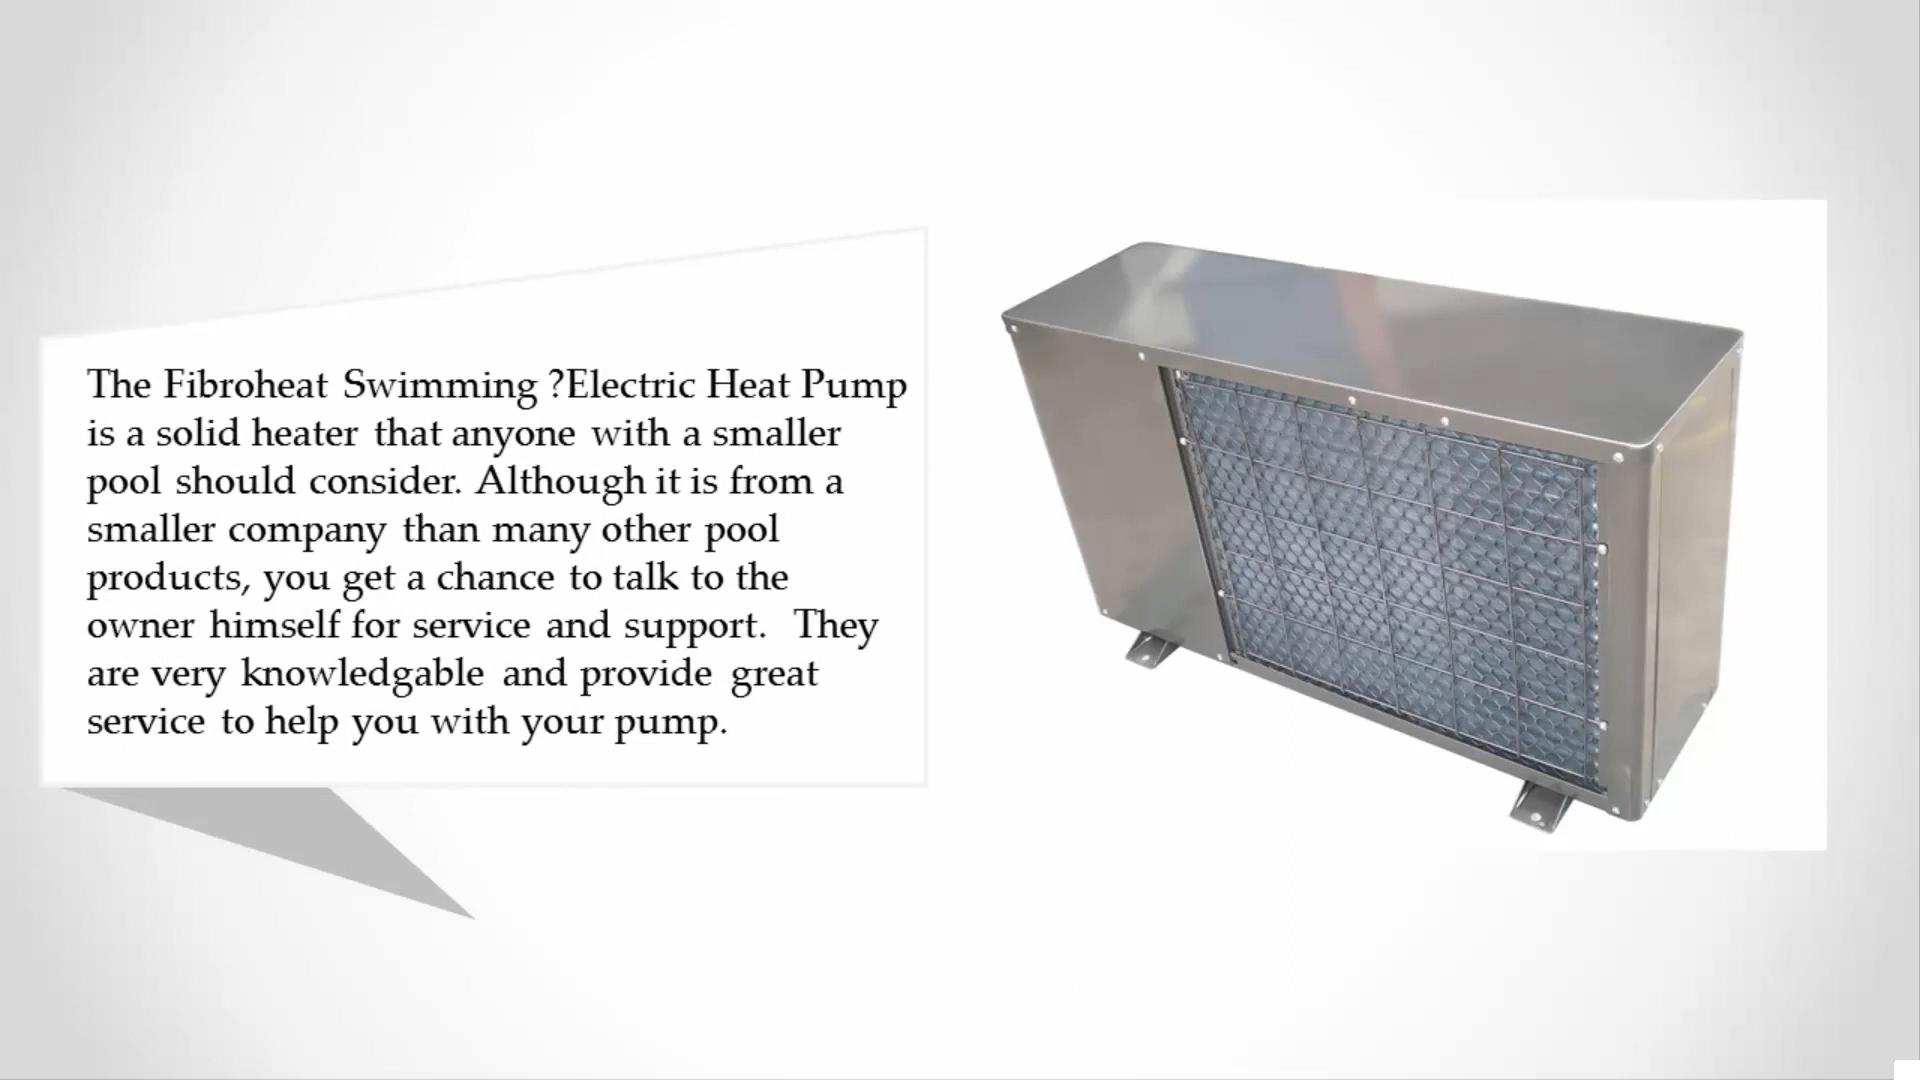 The Fibroheat Swimming ?Electric Heat Pump
is a solid heater that anyone with a smaller
pool should consider. Although it is from a
smaller company than many other pool
products, you get a chance to talk to the
owner himself for service and support. They
are very knowledgable and provide great
service to help you with your pump.